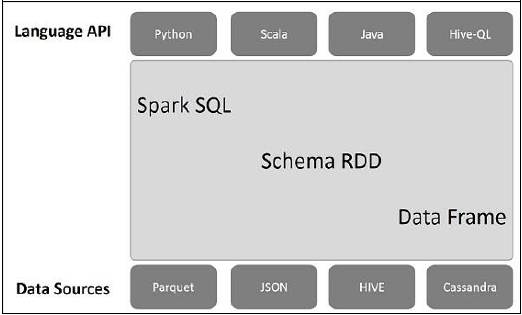 Language API Python Scala Java Hive-QL
Spark SQL
Schema RDD
Data Frame
Data Sources Parquet JSON HIVE Cassandra